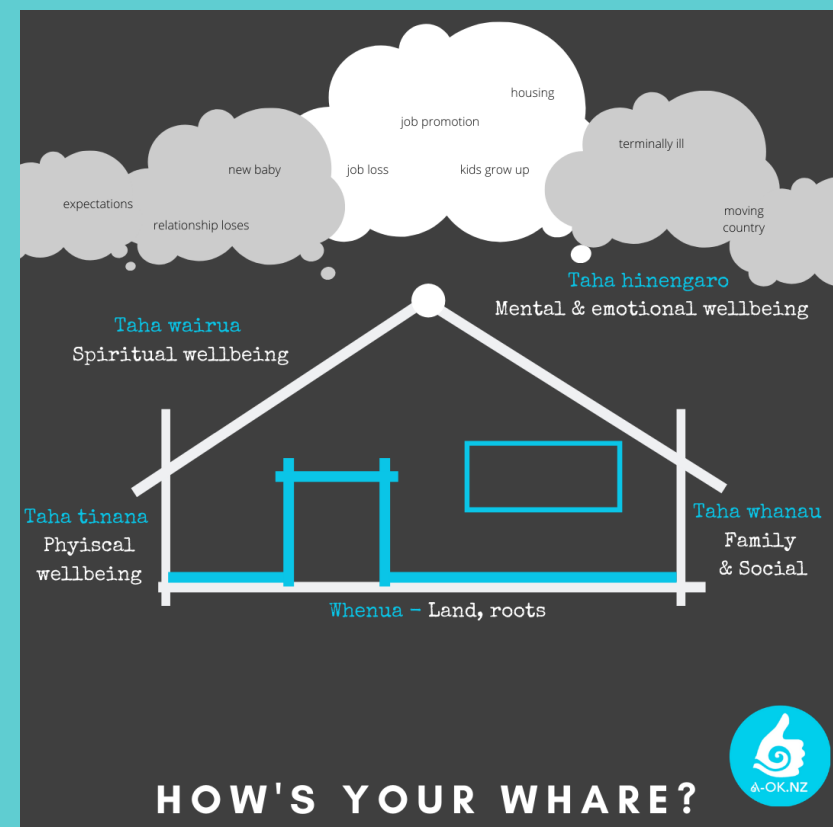 housing
job promotion
terminally ill
new baby
job loss
kids grow up
expectations
relationship loses
moving
country
Taha hinengaro
Mental & emotional wellbeing
Taha wairua
Spiritual wellbeing
Taha tinana
Phyiscal
wellbeing
Taha whanau
Family
& Social
Whenua - Land, roots
HOW'S YOUR WHARE?
A-OK.NZ